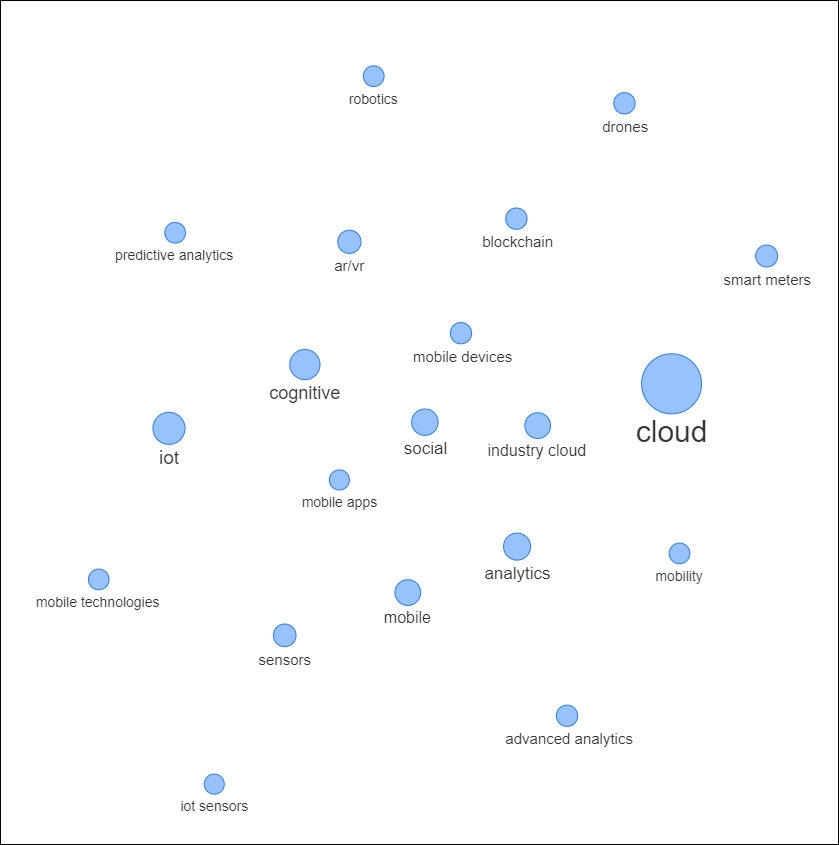 robotics
drones
blockchain
predictive analytics
ar/vr
smart meters
mobile devices
cognitive
cloud
social
industry cloud
iot
mobile apps
analytics
mobility
mobile technologies
mobile
sensors
advanced analytics
iot sensors